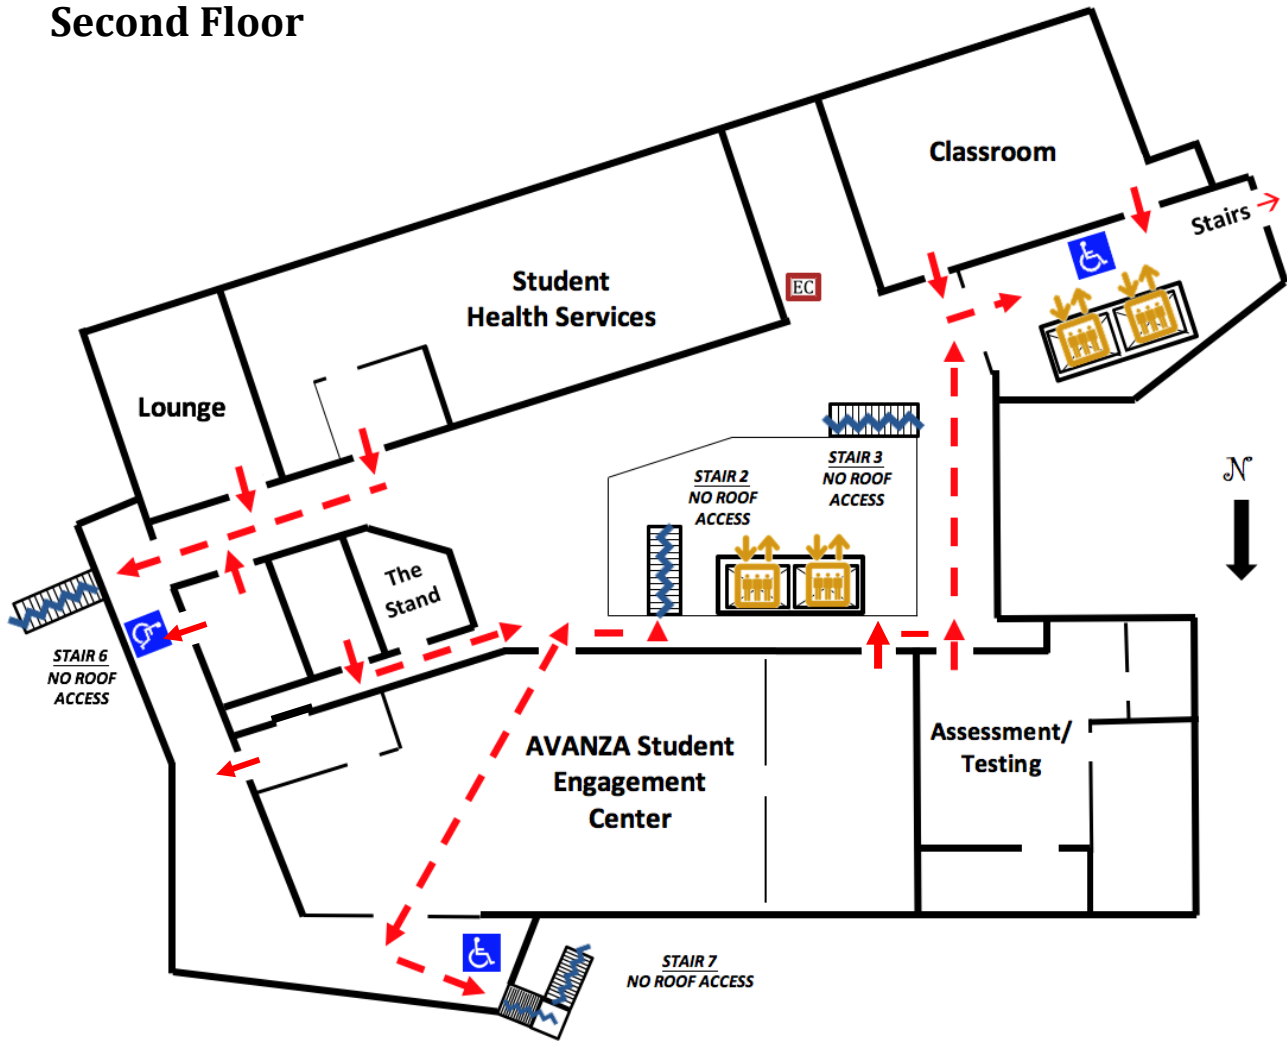 Second Floor
Classroom
Stairs
Student
Health Services
EC
Lounge
STAIR 3
NO ROOF
ACCESS
STAIR 2
NO ROOF
ACCESS
N
The
Stand
STAIR 6
NO ROOF
ACCESS
AVANZA Student
Engagement
Center
Assessment/
Testing
STAIR 7
NO ROOF ACCESS